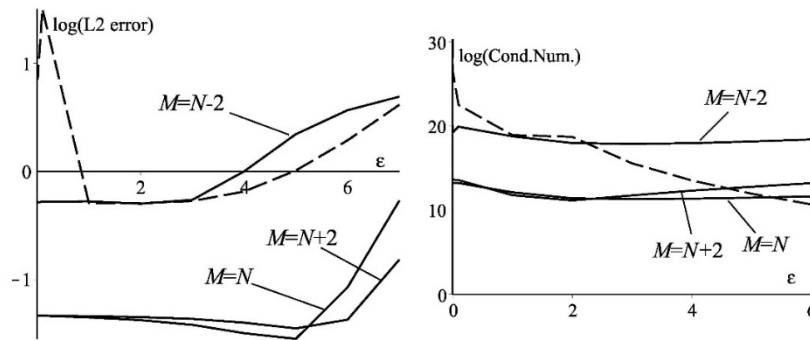 log(L2 error)
1
M=N-2
ε
0
2
4
6
M=N+2
M=N
−1
30
log(Cond.Num.)
M=N-2
20
10
M=N+2
M=N
ε
0
0
2
4
6